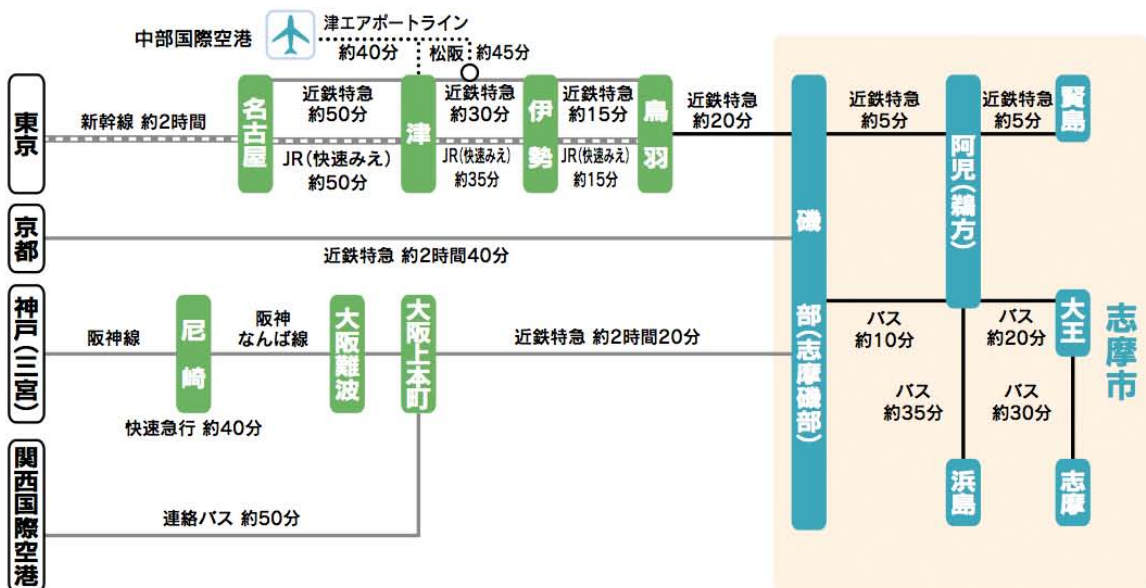 中部国際空港
津エアポートライン
約40分
松阪
約45分
東京
新幹線 約2時間
名古屋
近鉄特急
約50分
JR(快速みえ)
約50分
津
近鉄特急
約30分
JR(快速みえ)
約35分
伊勢
近鉄特急
約15分
JR(快速みえ)
約15分
鳥羽
近鉄特急
約20分
磯部(志摩磯部)
近鉄特急
約5分
阿児(鵜方)
近鉄特急
約5分
賢島
京都
近鉄特急 約2時間40分
神戸(三宮)
阪神線
尼崎
阪神
なんば線
大阪難波
大阪上本町
近鉄特急 約2時間20分
快速急行 約40分
バス
約10分
バス
約20分
大王
バス
約35分
バス
約30分
浜島
志摩
志摩市
関西国際空港
連絡バス 約50分